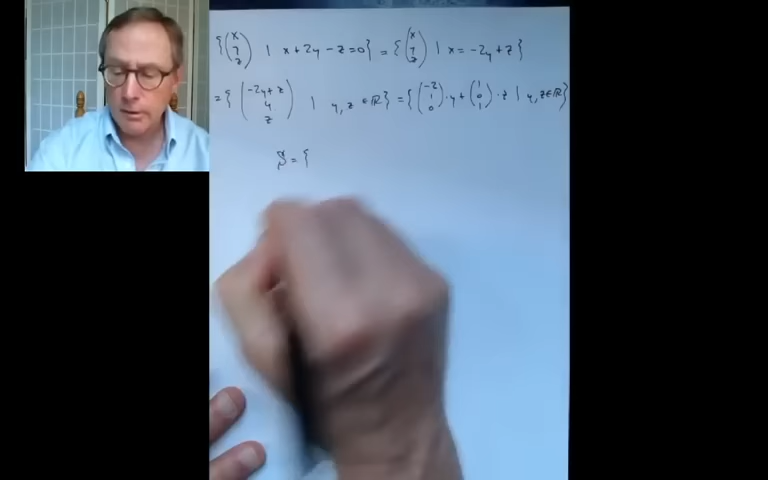 {(x y z) | x + 2y - z = 0} = {(x y z) | x = -2y + z}
= {(-2y + z y z) | y, z ∈ ℝ} = {(-2 1 0) · y + (1 0 1) · z | y, z ∈ ℝ}
= {